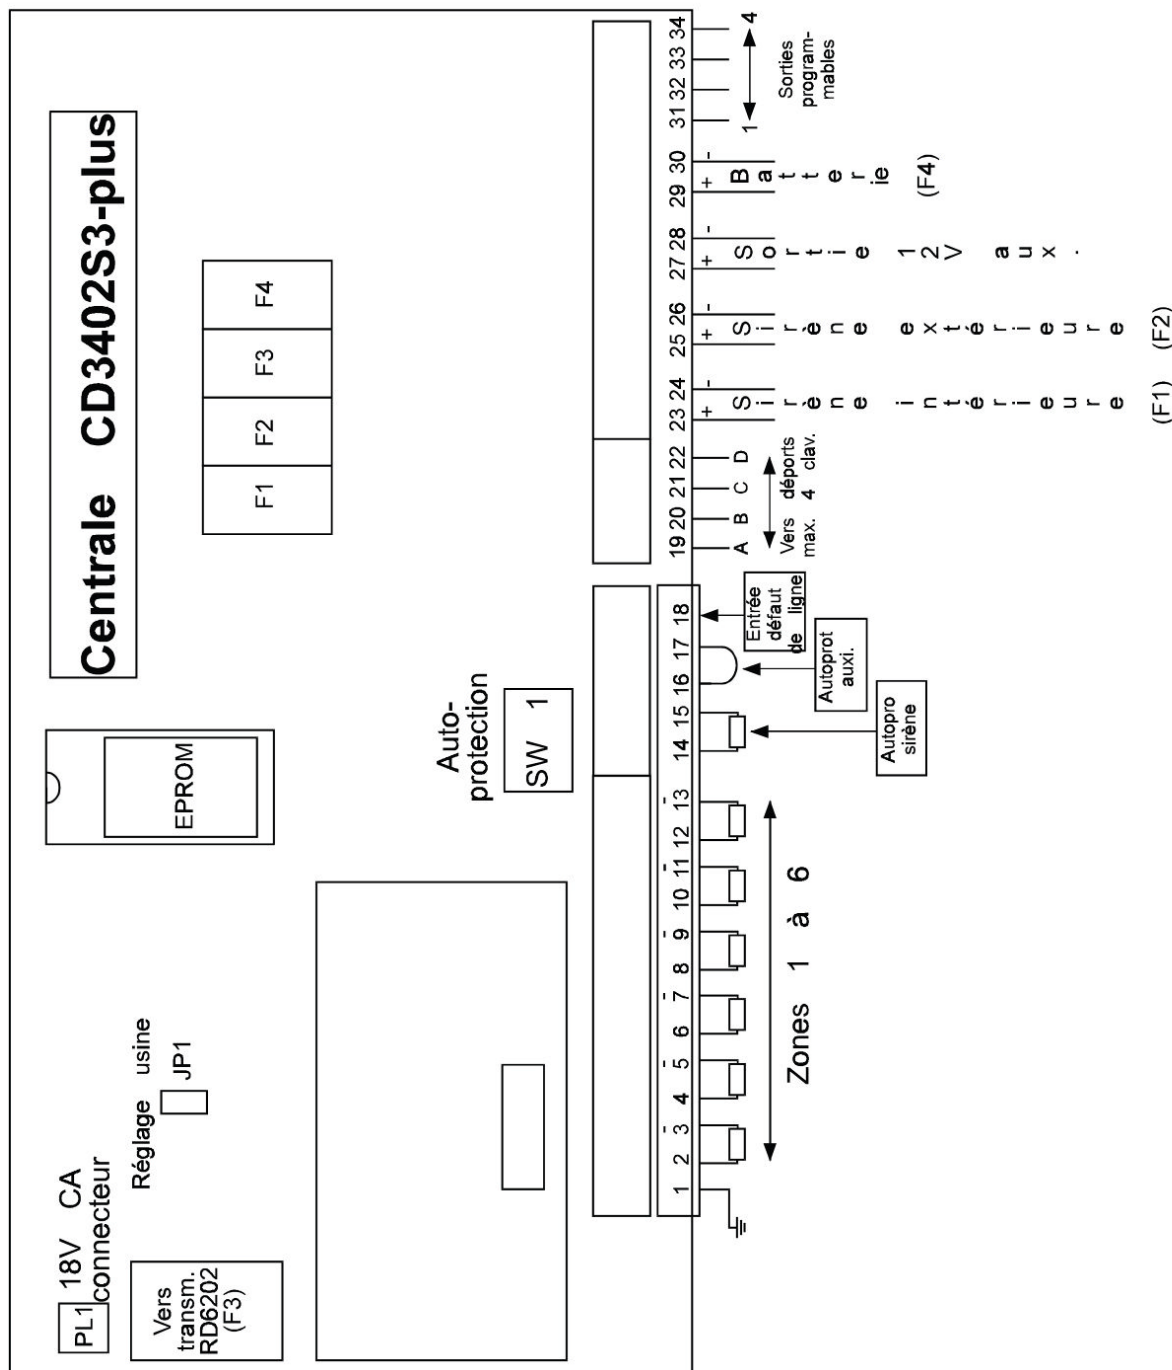 Centrale CD3402S3-plus
PL1
18V CA
connecteur
Réglage usine
JP1
EPROM
F1 F2 F3 F4
Vers
transm.
RD6202
(F3)
Auto-
protection
SW 1
1 2 3 4 5 6 7 8 9 10 11 12 13 14 15 16 17 18 19 20 21 22 23 24 25 26 27 28 29 30 31 32 33 34
- - - - - -
+ - + - + - + -
Zones 1 à 6
Autopro
sirène
Autoprot
auxi.
Entrée
défaut
de ligne
A B C D
Vers déports
max. 4 clav.
Sirène intérieure
(F1)
Sirène extérieure
(F2)
Sortie 12V aux.
Batterie
(F4)
1 4
Sorties
program-
mables